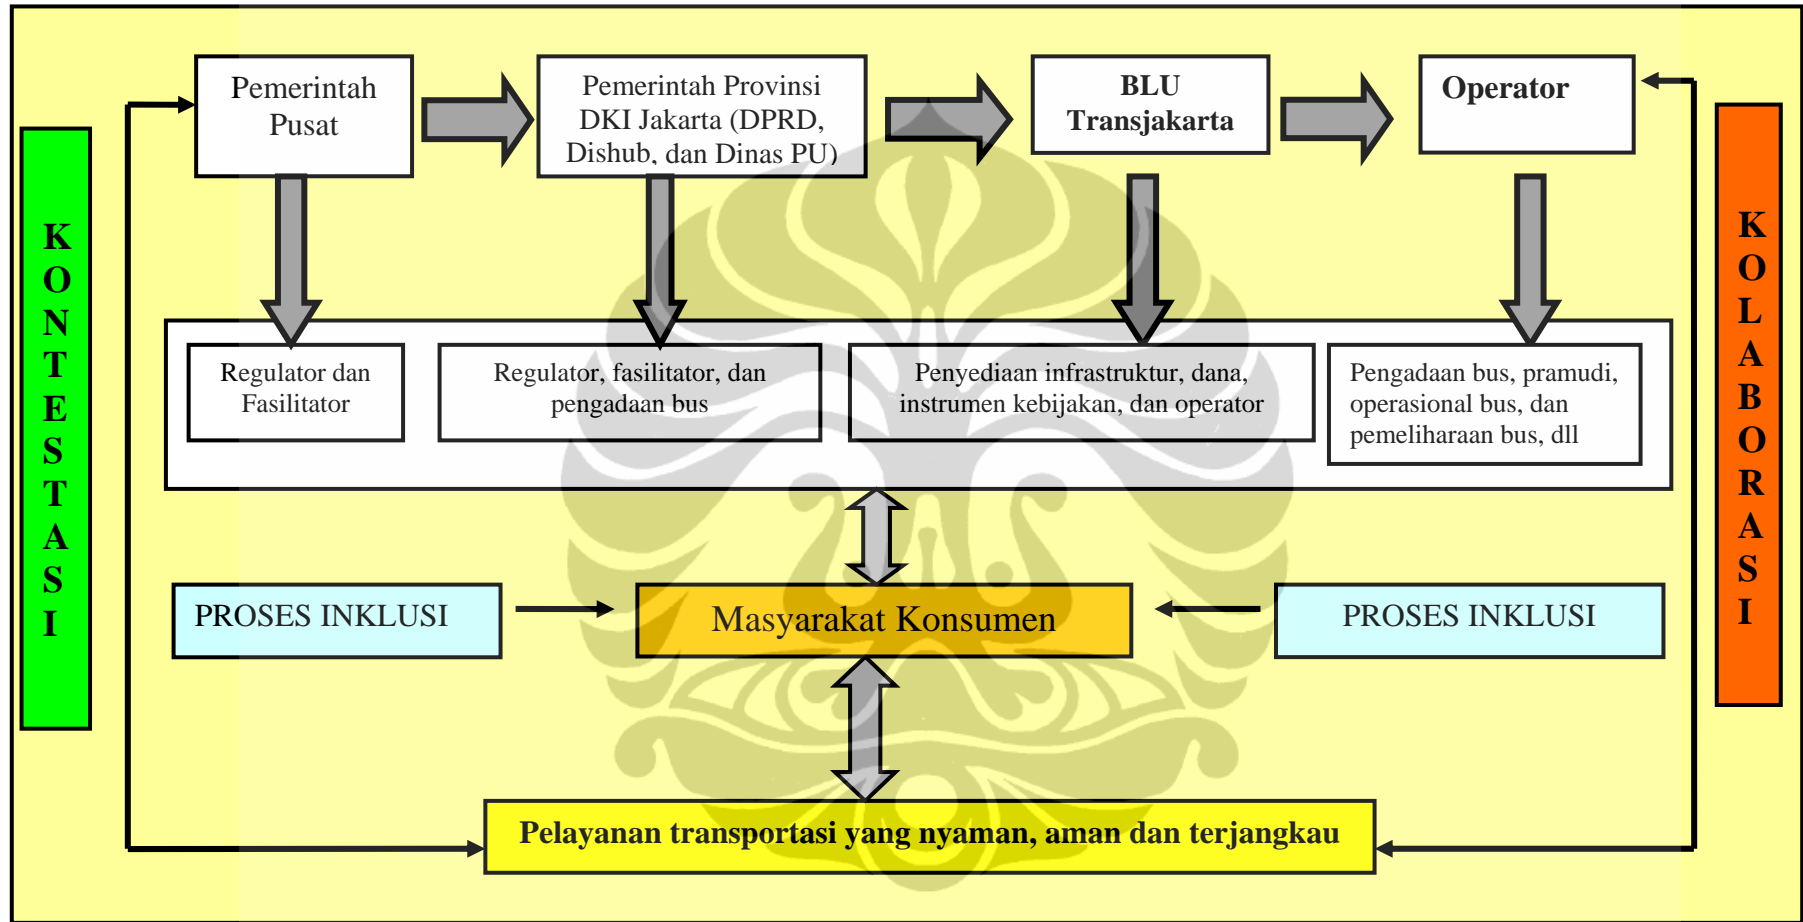 Pemerintah
Pusat
Pemerintah Provinsi
DKI Jakarta (DPRD,
Dishub, dan Dinas PU)
BLU
Transjakarta
Operator
K
O
N
T
E
S
T
A
S
I
K
O
L
A
B
O
R
A
S
I
Regulator dan
Fasilitator
Regulator, fasilitator, dan
pengadaan bus
Penyediaan infrastruktur, dana,
instrumen kebijakan, dan operator
Pengadaan bus, pramudi,
operasional bus, dan
pemeliharaan bus, dll
PROSES INKLUSI
Masyarakat Konsumen
PROSES INKLUSI
Pelayanan transportasi yang nyaman, aman dan terjangkau